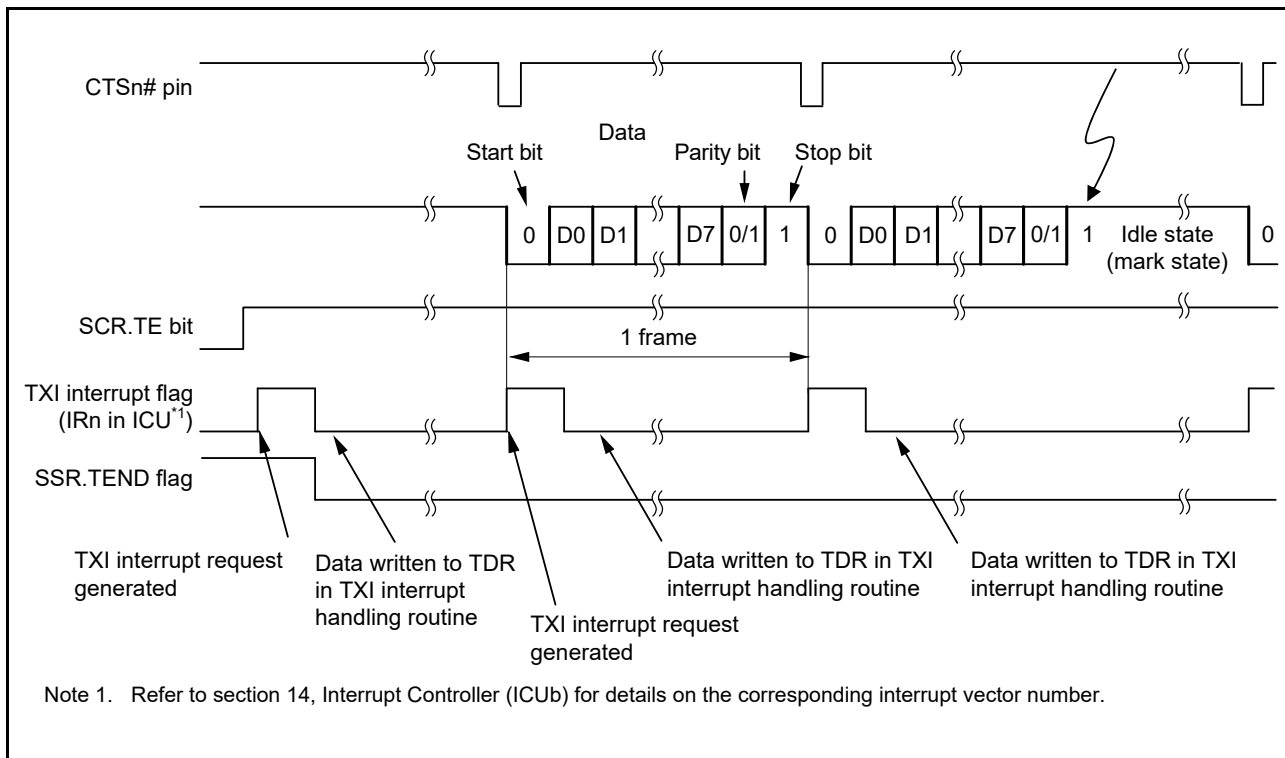 CTSn# pin
Data
Start bit
Parity bit
Stop bit
0 D0 D1 D7 0/1 1 0 D0 D1 D7 0/1 1 Idle state
(mark state) 0
SCR.TE bit
1 frame
TXI interrupt flag
(IRn in ICU*1)
SSR.TEND flag
TXI interrupt request
generated
Data written to TDR
in TXI interrupt
handling routine
TXI interrupt request
generated
Data written to TDR in TXI
interrupt handling routine
Data written to TDR in TXI
interrupt handling routine
Note 1. Refer to section 14, Interrupt Controller (ICUb) for details on the corresponding interrupt vector number.